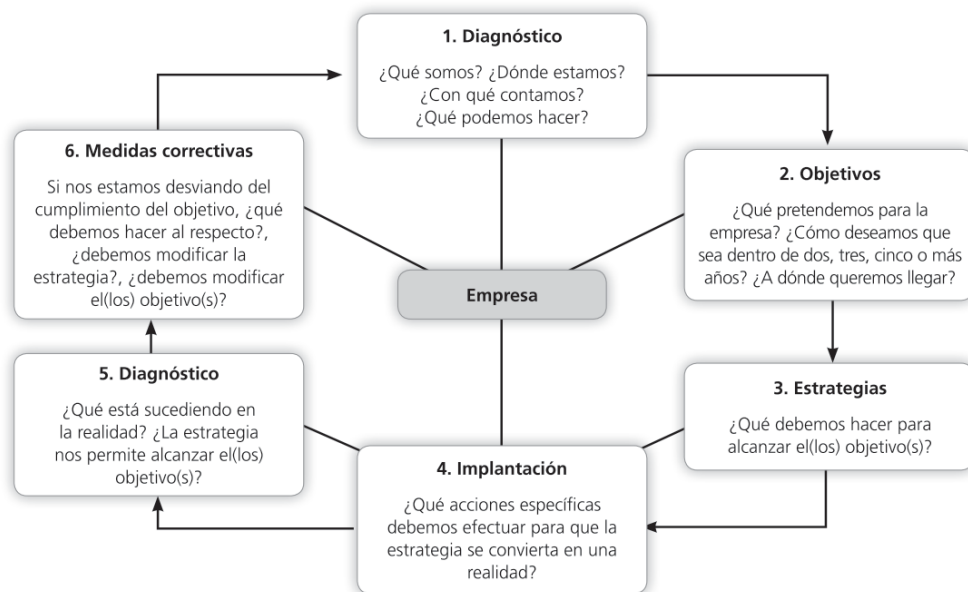 1. Diagnóstico
¿Qué somos? ¿Dónde estamos?
¿Con qué contamos?
¿Qué podemos hacer?
2. Objetivos
¿Qué pretendemos para la
empresa? ¿Cómo deseamos que
sea dentro de dos, tres, cinco o más
años? ¿A dónde queremos llegar?
3. Estrategias
¿Qué debemos hacer para
alcanzar el(los) objetivo(s)?
4. Implantación
¿Qué acciones específicas
debemos efectuar para que la
estrategia se convierta en una
realidad?
5. Diagnóstico
¿Qué está sucediendo en
la realidad? ¿La estrategia
nos permite alcanzar el(los)
objetivo(s)?
6. Medidas correctivas
Si nos estamos desviando del
cumplimiento del objetivo, ¿qué
debemos hacer al respecto?,
¿debemos modificar la
estrategia?, ¿debemos modificar
el(los) objetivo(s)?
Empresa